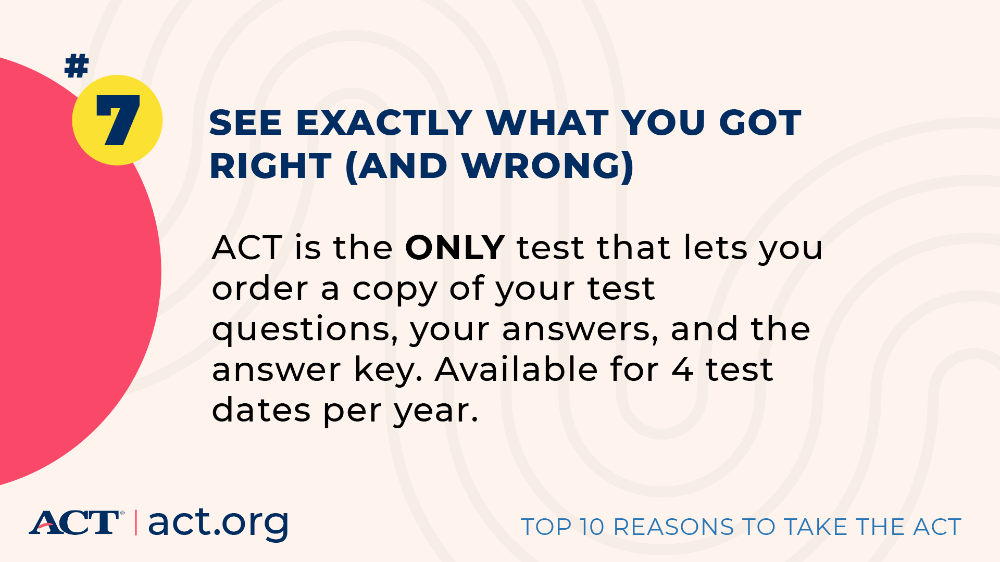 #
7
SEE EXACTLY WHAT YOU GOT
RIGHT (AND WRONG)
ACT is the ONLY test that lets you
order a copy of your test
questions, your answers, and the
answer key. Available for 4 test
dates per year.
ACT® | act.org
TOP 10 REASONS TO TAKE THE ACT